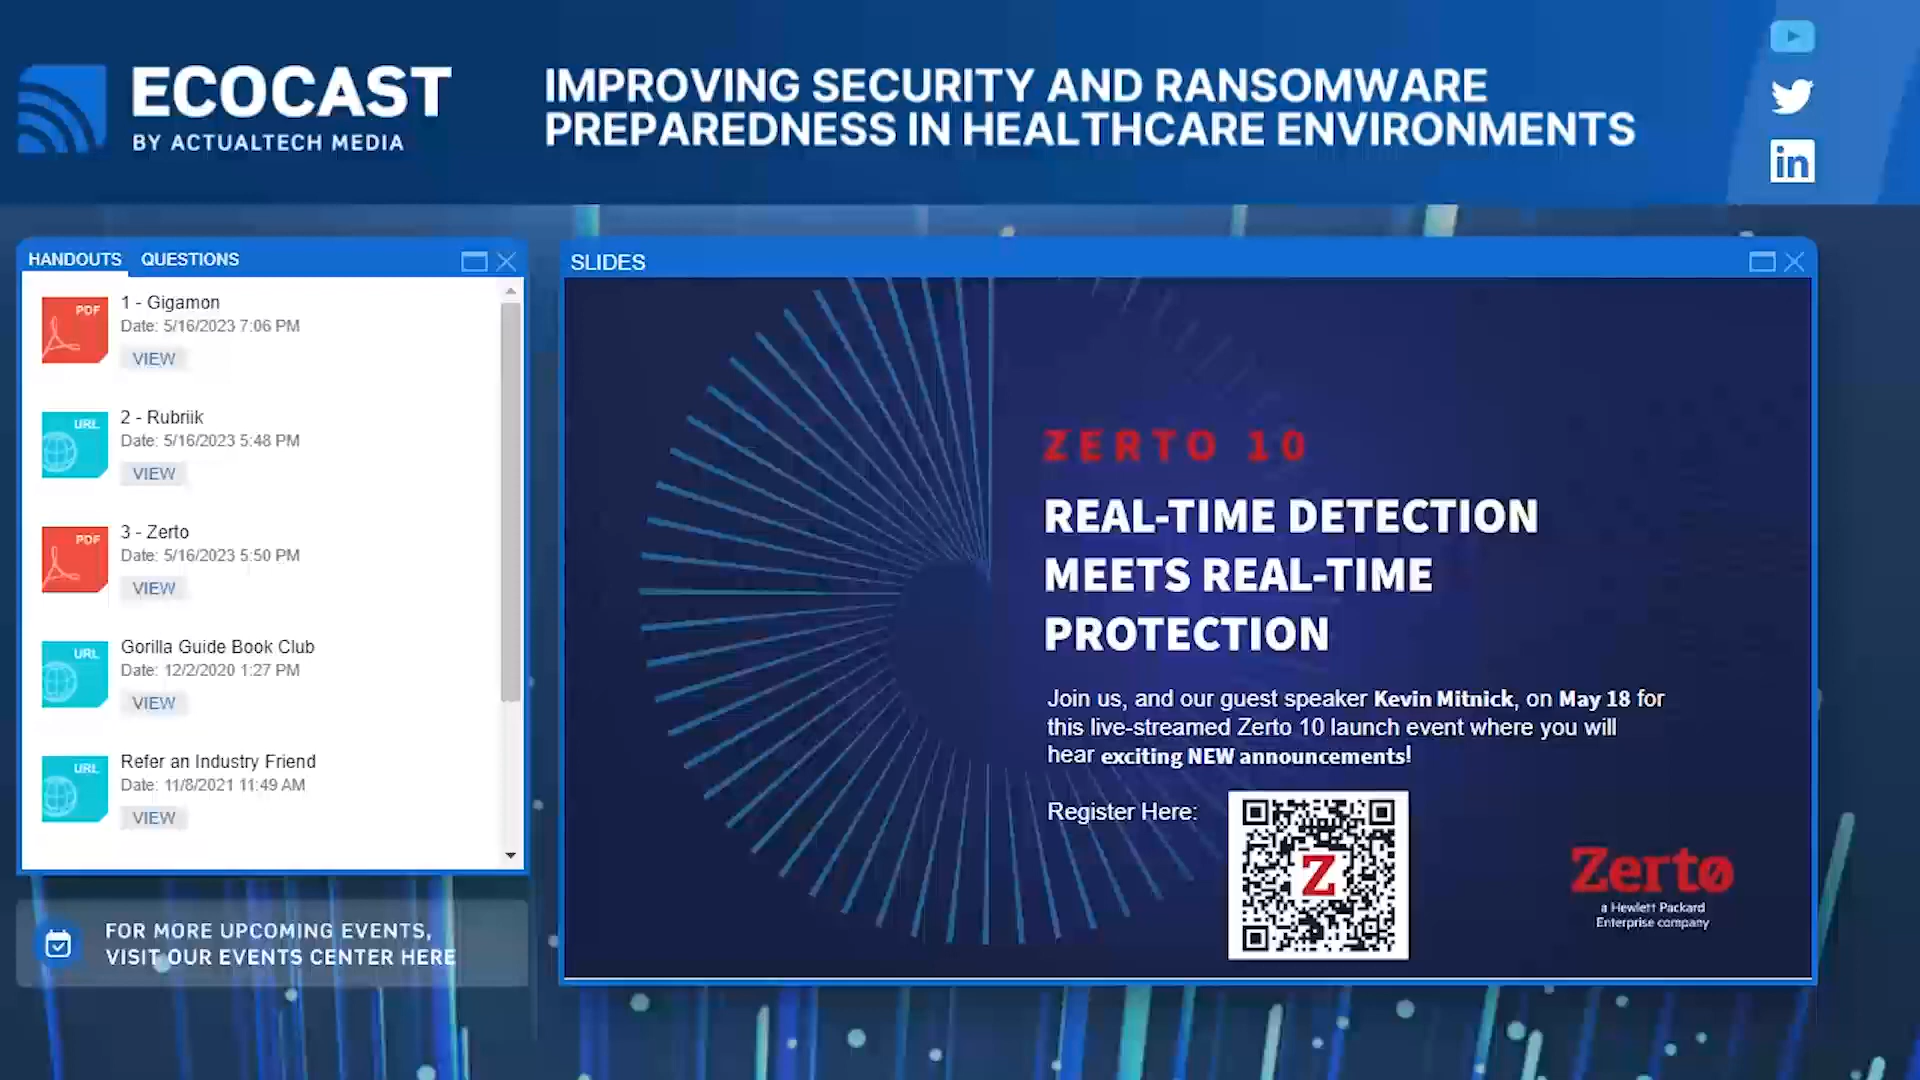 ECOCAST
BY ACTUALTECH MEDIA
IMPROVING SECURITY AND RANSOMWARE
PREPAREDNESS IN HEALTHCARE ENVIRONMENTS
in
HANDOUTS QUESTIONS
PDF
1 - Gigamon
Date: 5/16/2023 7:06 PM
VIEW
URL
2 - Rubriik
Date: 5/16/2023 5:48 PM
VIEW
PDF
3 - Zerto
Date: 5/16/2023 5:50 PM
VIEW
URL
Gorilla Guide Book Club
Date: 12/2/2020 1:27 PM
VIEW
URL
Refer an Industry Friend
Date: 11/8/2021 11:49 AM
VIEW
FOR MORE UPCOMING EVENTS,
VISIT OUR EVENTS CENTER HERE
SLIDES
ZERTO 10
REAL-TIME DETECTION
MEETS REAL-TIME
PROTECTION
Join us, and our guest speaker Kevin Mitnick, on May 18 for
this live-streamed Zerto 10 launch event where you will
hear exciting NEW announcements!
Register Here:
Z
Zerto
a Hewlett Packard
Enterprise company